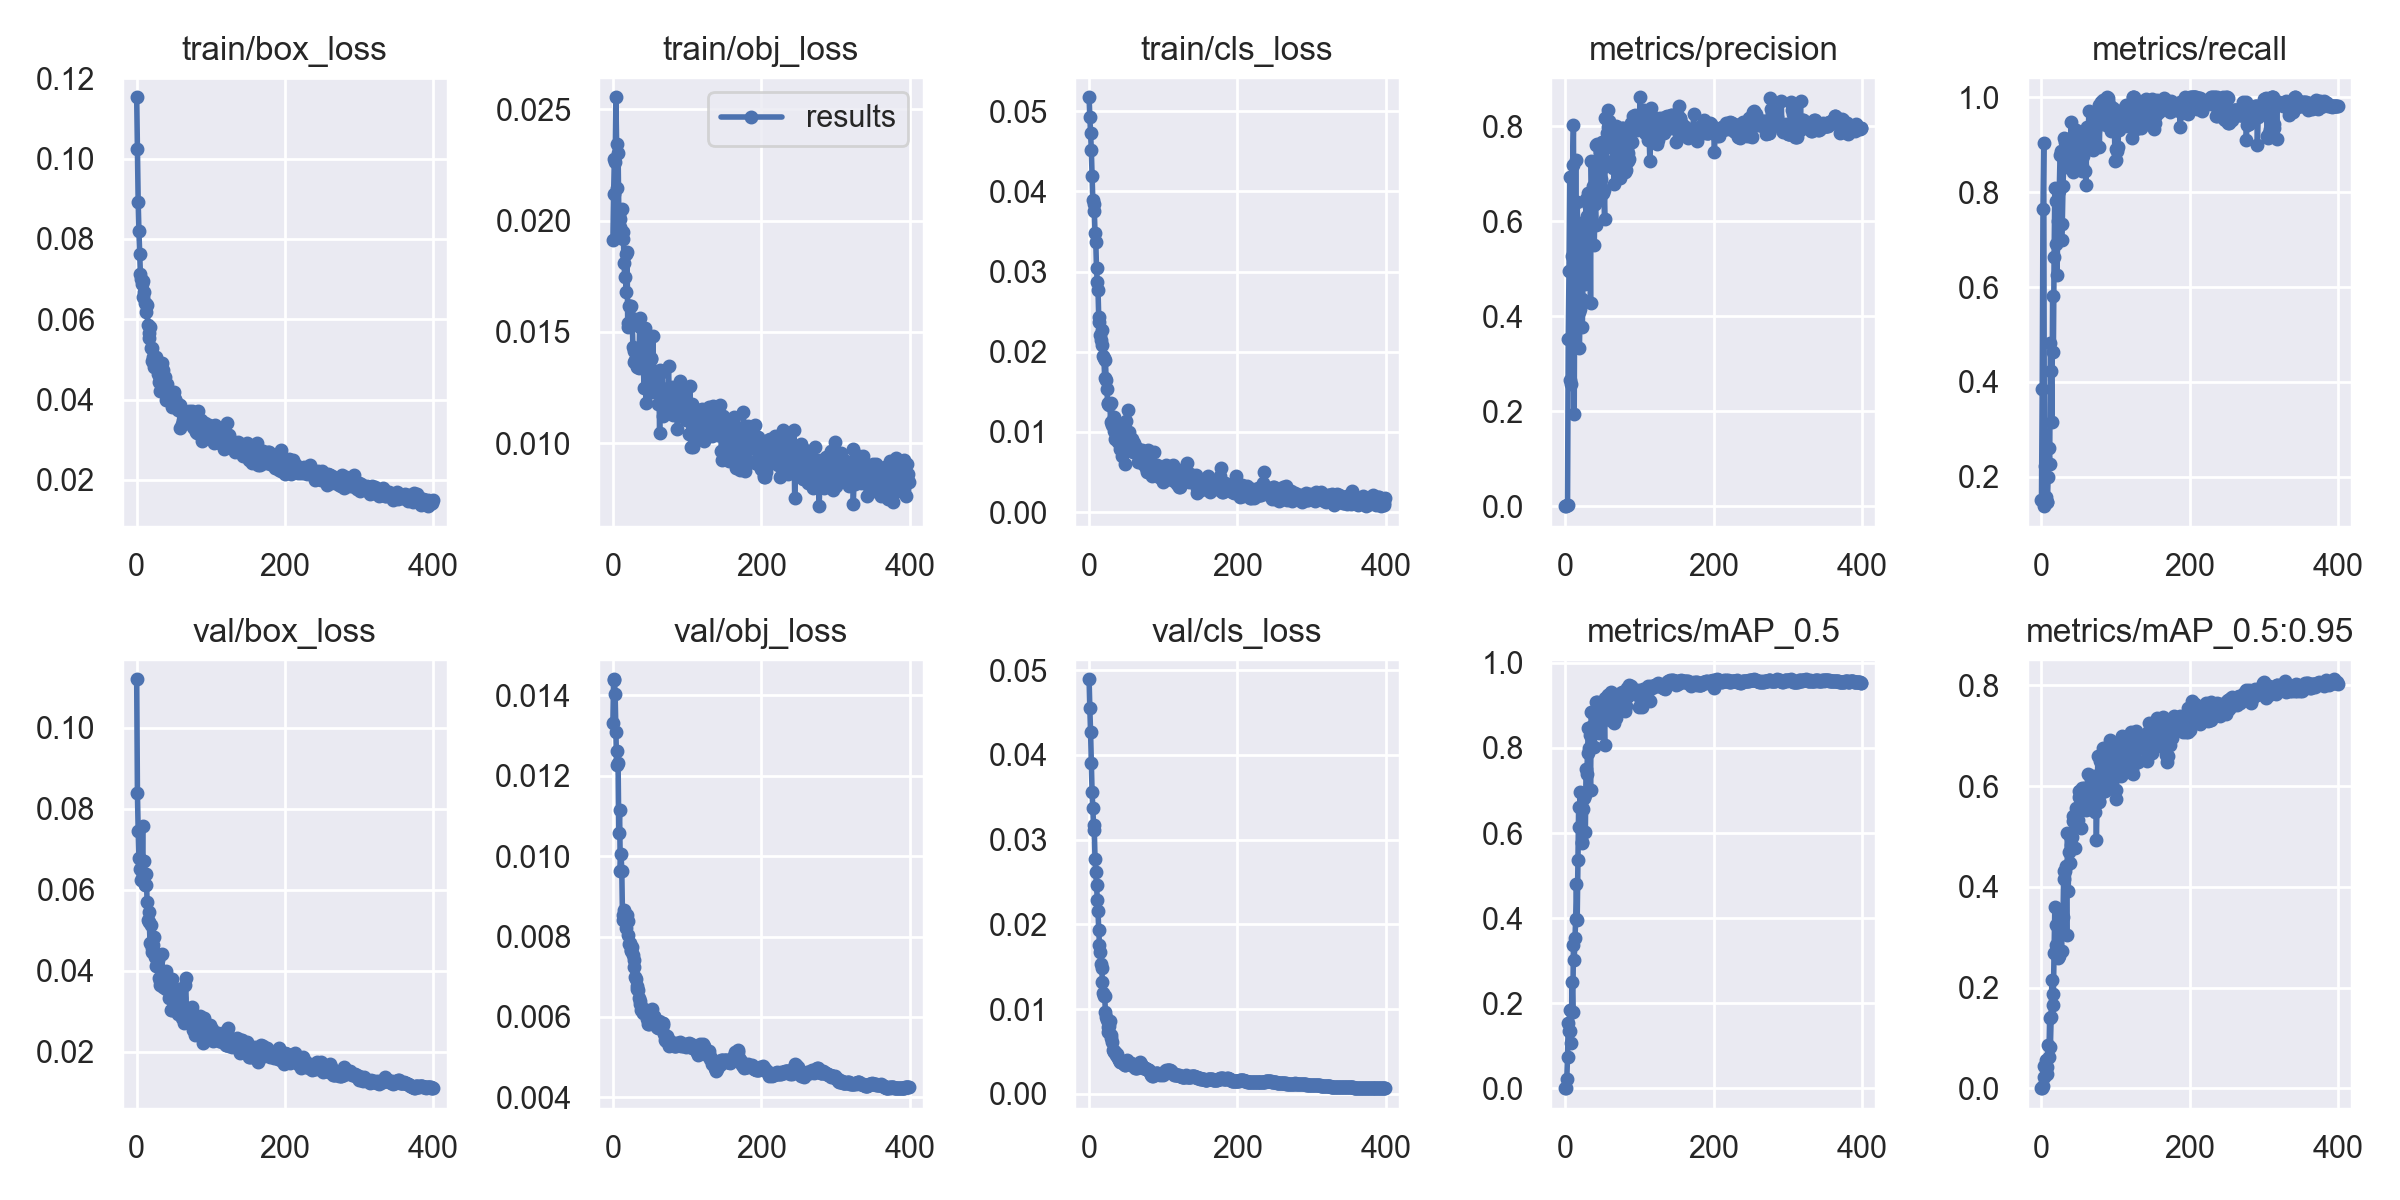 train/box_loss
0.12
0.10
0.08
0.06
0.04
0.02
0 200 400
train/obj_loss
results
0.025
0.020
0.015
0.010
0 200 400
train/cls_loss
0.05
0.04
0.03
0.02
0.01
0.00
0 200 400
metrics/precision
0.8
0.6
0.4
0.2
0.0
0 200 400
metrics/recall
1.0
0.8
0.6
0.4
0.2
0 200 400
val/box_loss
0.10
0.08
0.06
0.04
0.02
0 200 400
val/obj_loss
0.014
0.012
0.010
0.008
0.006
0.004
0 200 400
val/cls_loss
0.05
0.04
0.03
0.02
0.01
0.00
0 200 400
metrics/mAP_0.5
1.0
0.8
0.6
0.4
0.2
0.0
0 200 400
metrics/mAP_0.5:0.95
0.8
0.6
0.4
0.2
0.0
0 200 400